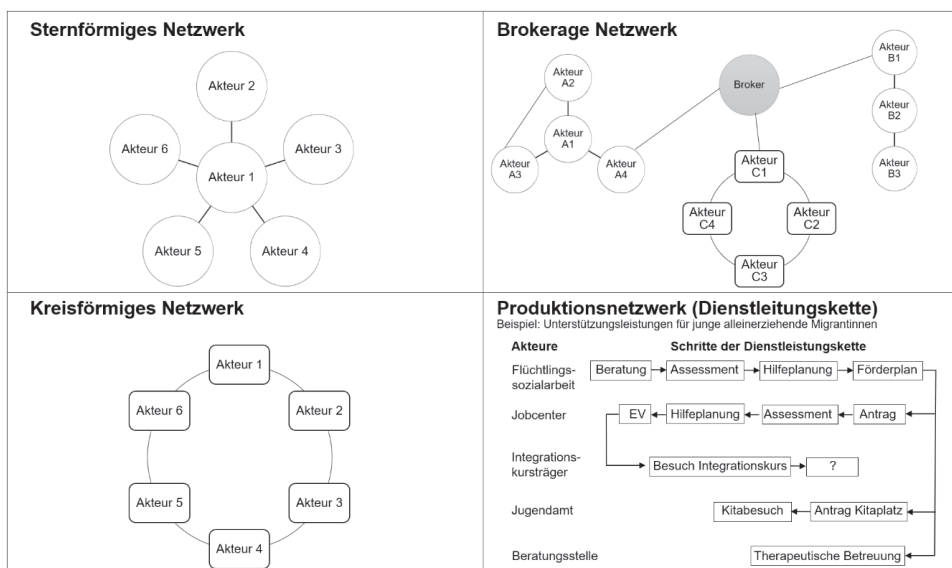 Sternförmiges Netzwerk
Akteur 2
Akteur 6
Akteur 3
Akteur 1
Akteur 5
Akteur 4
Brokerage Netzwerk
Akteur
B1
Akteur
A2
Broker
Akteur
B2
Akteur
A1
Akteur
A3
Akteur
A4
Akteur
B3
Akteur
C1
Akteur
C4
Akteur
C2
Akteur
C3
Kreisförmiges Netzwerk
Akteur 1
Akteur 6
Akteur 2
Akteur 5
Akteur 3
Akteur 4
Produktionsnetzwerk (Dienstleitungskette)
Beispiel: Unterstützungsleistungen für junge alleinerziehende Migrantinnen
Akteure Schritte der Dienstleistungskette
Flüchtlings-
sozialarbeit
Beratung Assessment Hilfeplanung Förderplan
Jobcenter EV Hilfeplanung Assessment Antrag
Integrations-
kursträger
Besuch Integrationskurs ?
Jugendamt Kitabesuch Antrag Kitaplatz
Beratungsstelle Therapeutische Betreuung